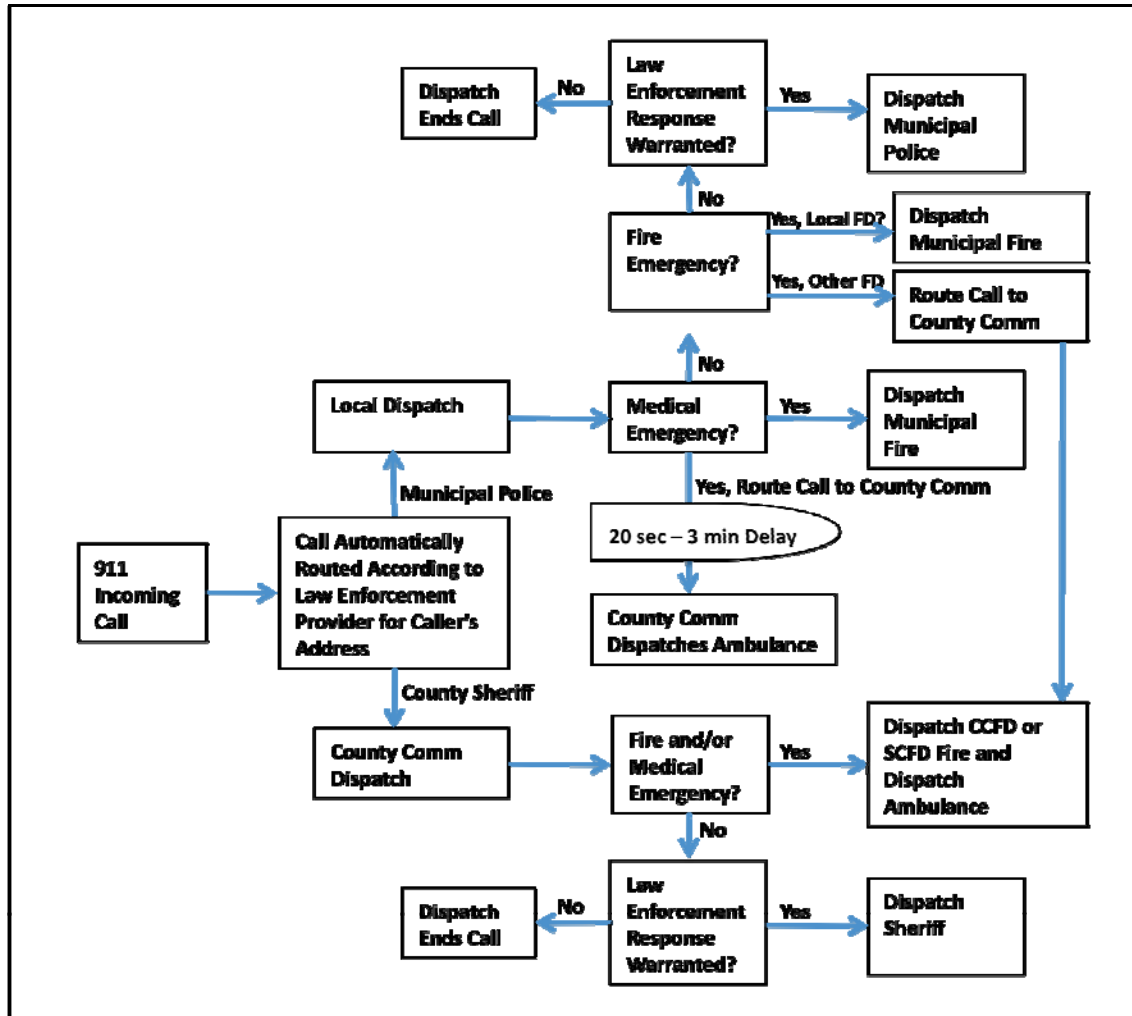 Law
Enforcement
Response
Warranted?
No
Dispatch
Ends Call
Yes
Dispatch
Municipal
Police
No
Fire
Emergency?
Yes, Local FD?
Dispatch
Municipal Fire
Yes, Other FD
Route Call to
County Comm
No
Local Dispatch
Medical
Emergency?
Yes
Dispatch
Municipal
Fire
Municipal Police
Yes, Route Call to County Comm
20 sec – 3 min Delay
911
Incoming
Call
Call Automatically
Routed According to
Law Enforcement
Provider for Caller's
Address
County Comm
Dispatches Ambulance
County Sheriff
County Comm
Dispatch
Fire and/or
Medical
Emergency?
Yes
Dispatch CCFD or
SCFD Fire and
Dispatch
Ambulance
No
Law
Enforcement
Response
Warranted?
No
Dispatch
Ends Call
Yes
Dispatch
Sheriff